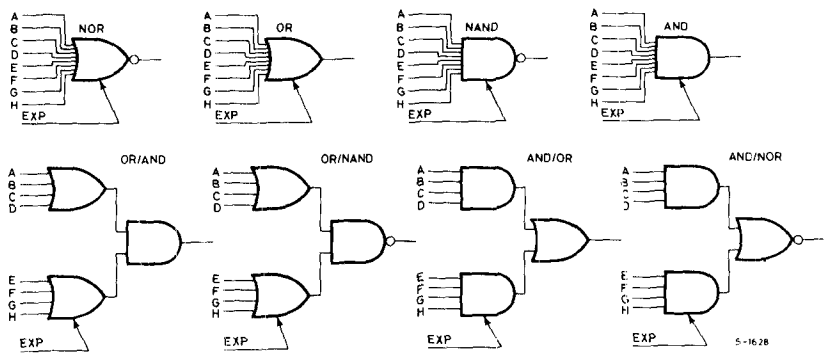 NOR
A
B
C
D
E
F
G
H
EXP
OR
A
B
C
D
E
F
G
H
EXP
NAND
A
B
C
D
E
F
G
H
EXP
AND
A
B
C
D
E
F
G
H
EXP
OR/AND
A
B
C
D
E
F
G
H
EXP
OR/NAND
A
B
C
D
E
F
G
H
EXP
AND/OR
A
B
C
D
E
F
G
H
EXP
AND/NOR
A
B
C
D
E
F
G
H
EXP
S-1628